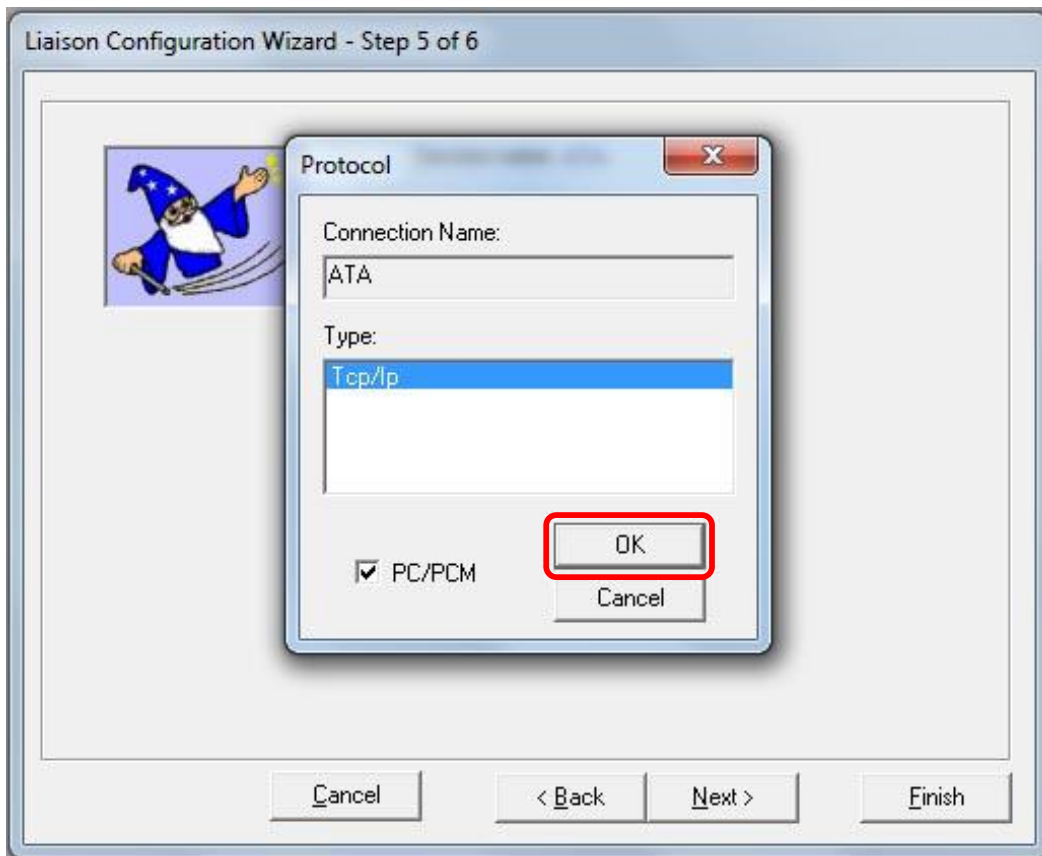 Liaison Configuration Wizard - Step 5 of 6
Protocol
Connection Name:
ATA
Type:
Tcp/Ip
PC/PCM
OK
Cancel
Cancel
< Back
Next >
Finish